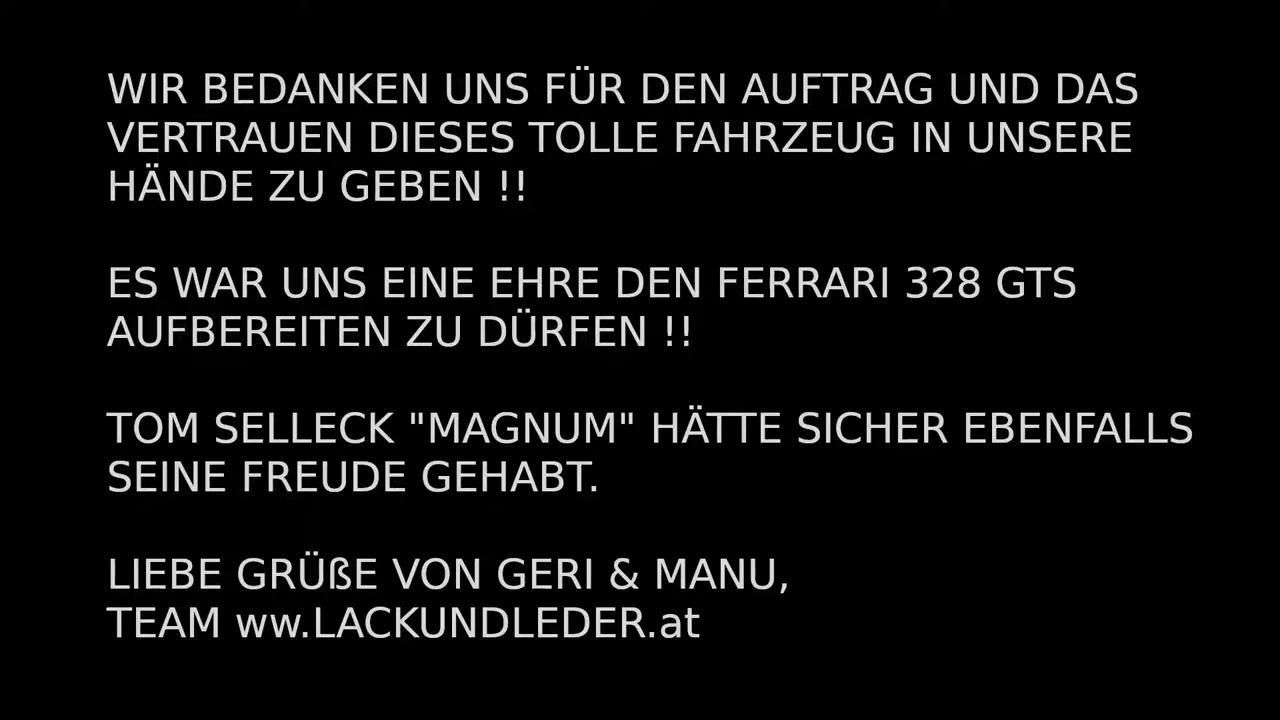 WIR BEDANKEN UNS FÜR DEN AUFTRAG UND DAS
VERTRAUEN DIESES TOLLE FAHRZEUG IN UNSERE
HÄNDE ZU GEBEN !!
ES WAR UNS EINE EHRE DEN FERRARI 328 GTS
AUFBEREITEN ZU DÜRFEN !!
TOM SELLECK "MAGNUM" HÄTTE SICHER EBENFALLS
SEINE FREUDE GEHABT.
LIEBE GRÜßE VON GERI & MANU,
TEAM ww.LACKUNDLEDER.at